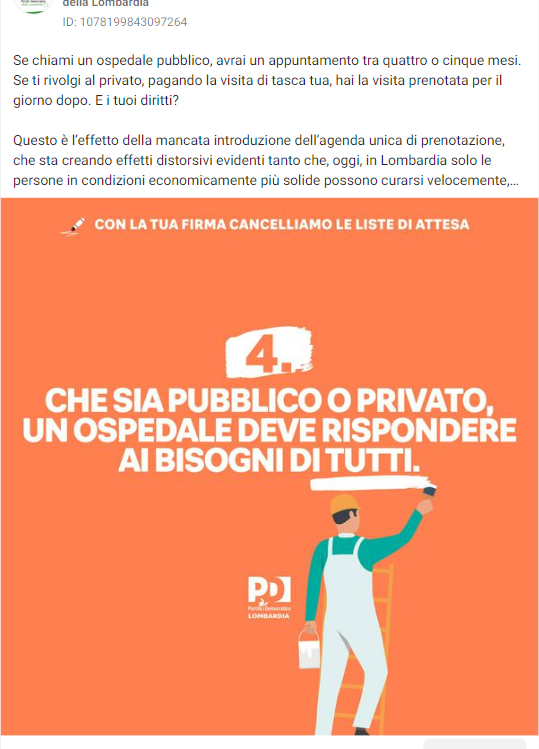 della Lombardia
ID: 1078199843097264
Se chiami un ospedale pubblico, avrai un appuntamento tra quattro o cinque mesi.
Se ti rivolgi al privato, pagando la visita di tasca tua, hai la visita prenotata per il
giorno dopo. E i tuoi diritti?
Questo è l'effetto della mancata introduzione dell'agenda unica di prenotazione,
che sta creando effetti distorsivi evidenti tanto che, oggi, in Lombardia solo le
persone in condizioni economicamente più solide possono curarsi velocemente,...
CON LA TUA FIRMA CANCELLIAMO LE LISTE DI ATTESA
4.
CHE SIA PUBBLICO O PRIVATO,
UN OSPEDALE DEVE RISPONDERE
AI BISOGNI DI TUTTI.
PD
Partito Democratico
LOMBARDIA